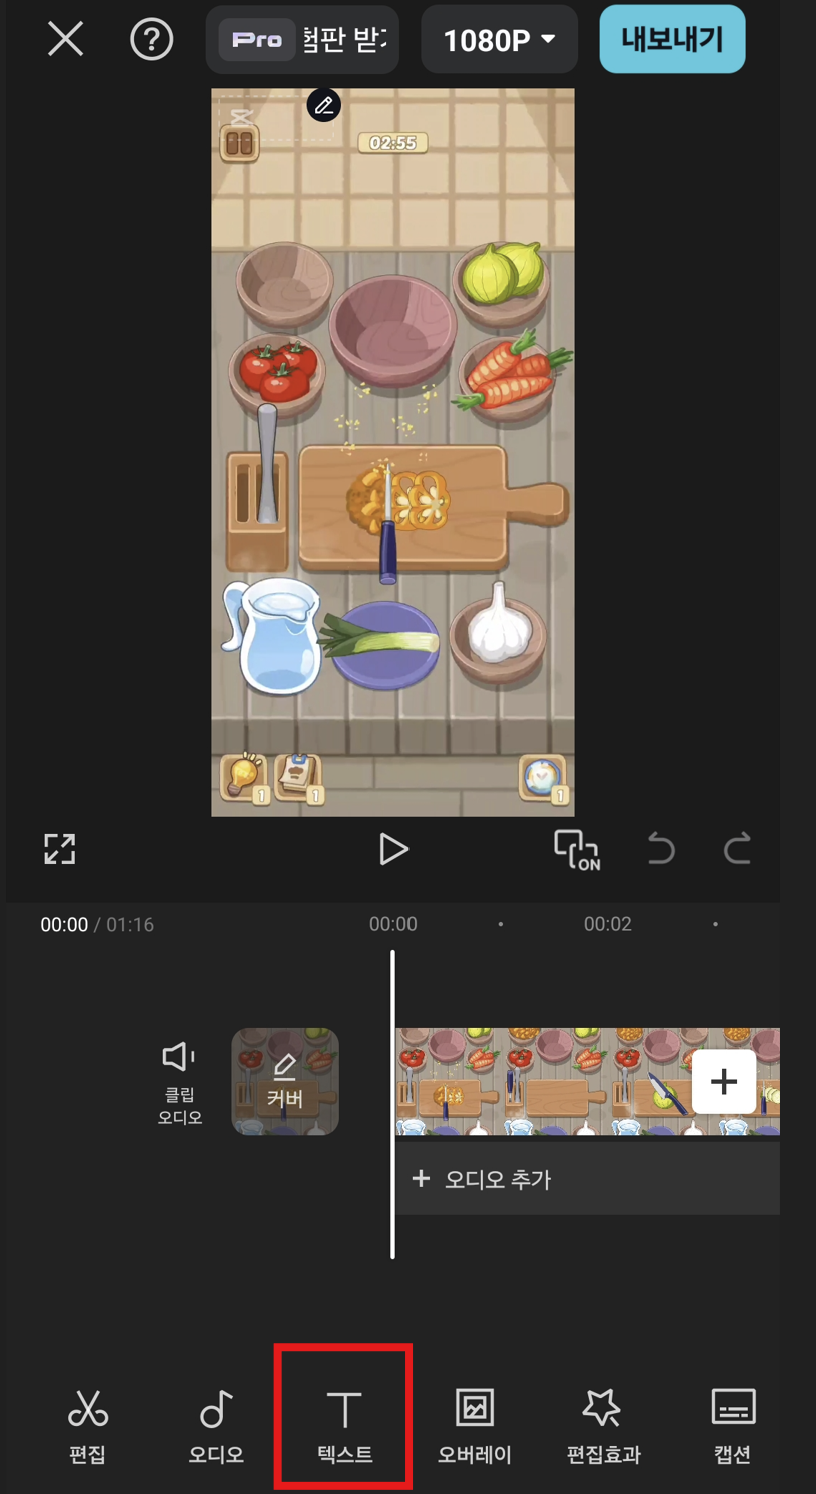 Pro 험판 받기
1080P
내보내기
02:55
1
1
1
ON
00:00 / 01:16
00:00
00:02
클립
오디오
커버
+ 오디오 추가
편집
오디오
텍스트
오버레이
편집효과
캡션